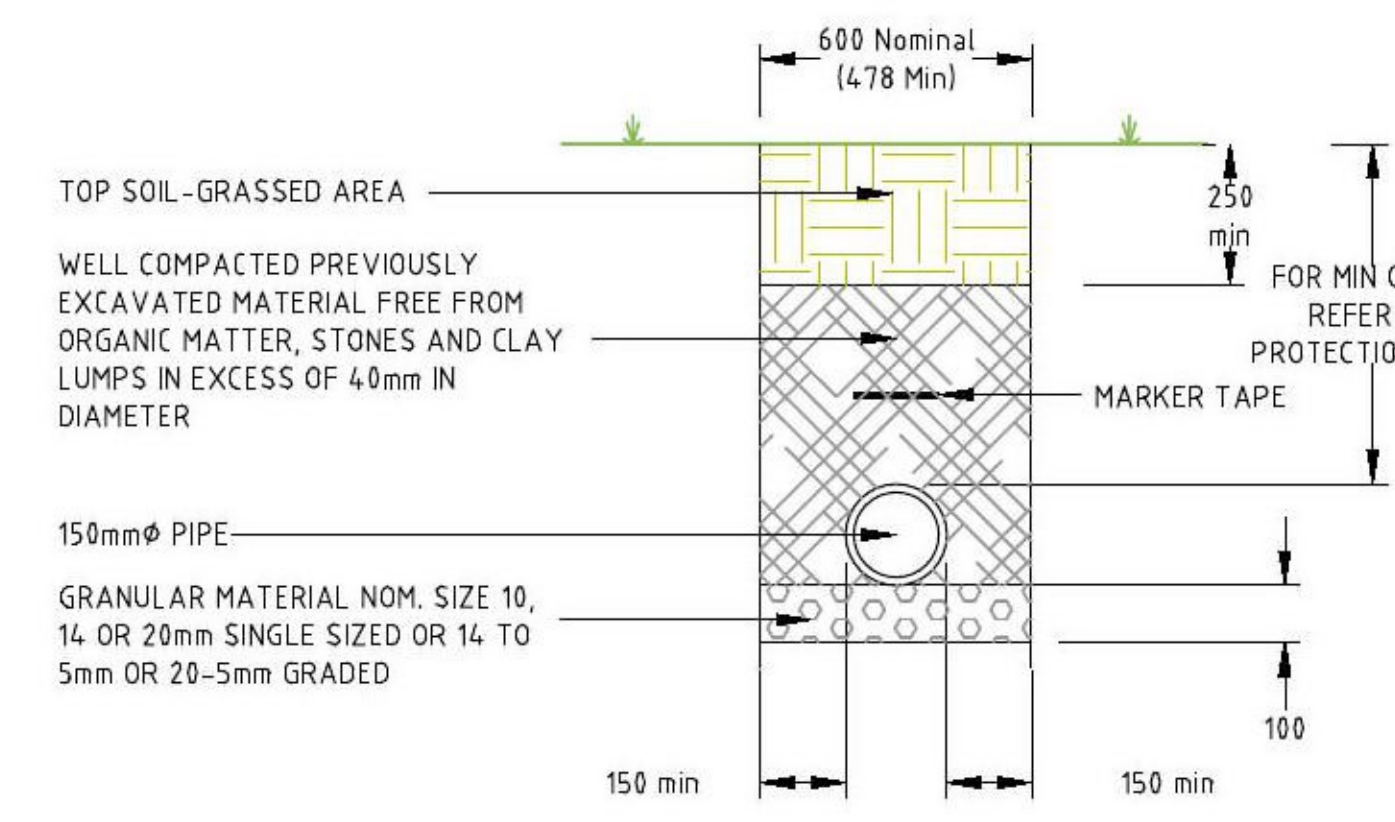 600 Nominal
(478 Min)
TOP SOIL-GRASSED AREA
250
min
WELL COMPACTED PREVIOUSLY
EXCAVATED MATERIAL FREE FROM
ORGANIC MATTER, STONES AND CLAY
LUMPS IN EXCESS OF 40mm IN
DIAMETER
FOR MIN
REFER
MARKER TAPE
150mmØ PIPE
GRANULAR MATERIAL NOM. SIZE 10,
14 OR 20mm SINGLE SIZED OR 14 TO
5mm OR 20-5mm GRADED
100
150 min
150 min